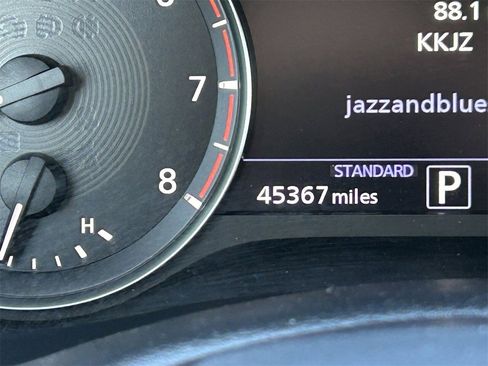 88.1
KKJZ
jazzandblue
STANDARD
45367 miles
P
7
8
H